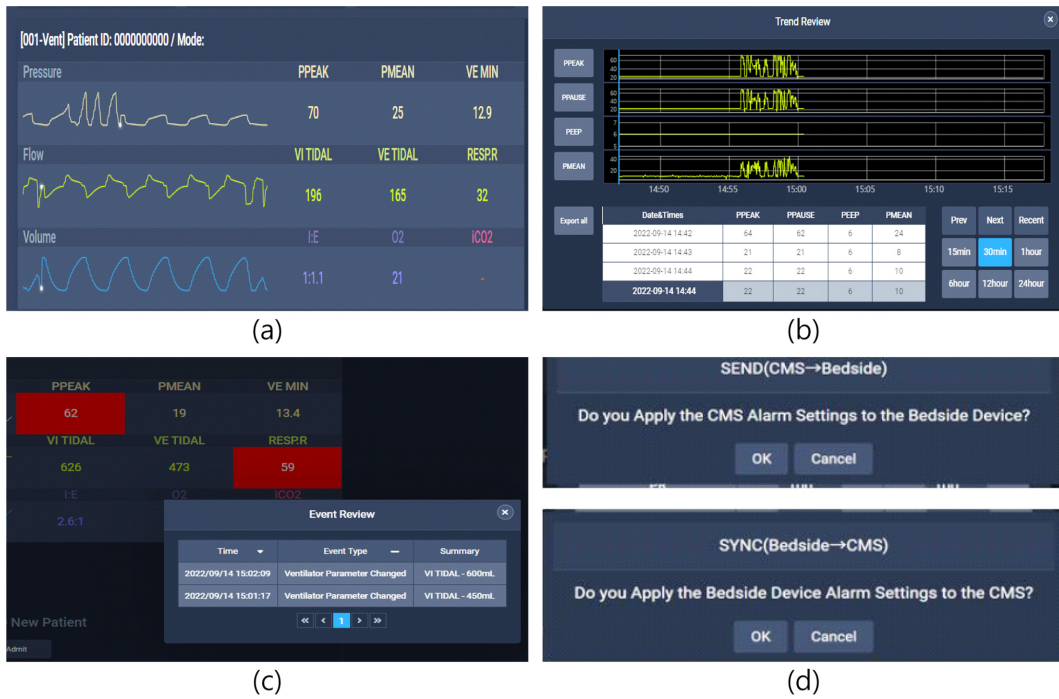 [001-Vent] Patient ID: 0000000000 / Mode:
Pressure PPEAK PMEAN VE MIN
70 25 12.9
Flow VI TIDAL VE TIDAL RESP.R
196 165 32
Volume I:E O2 iCO2
1:1.1 21 -
(a)
Trend Review
PPEAK 60 40 20
PPAUSE 60 40 20
PEEP 7 6 5
PMEAN 40 20
14:50 14:55 15:00 15:05 15:10 15:15
Export all
Date&Times PPEAK PPAUSE PEEP PMEAN
2022-09-14 14:42 64 62 6 24
2022-09-14 14:43 21 21 6 8
2022-09-14 14:44 22 22 6 10
2022-09-14 14:44 22 22 6 10
Prev Next Recent
15min 30min 1hour
6hour 12hour 24hour
(b)
PPEAK PMEAN VE MIN
62 19 13.4
VI TIDAL VE TIDAL RESP.R
626 473 59
I:E O2 iCO2
2.6:1
Event Review
Time Event Type Summary
2022/09/14 15:02:09 Ventilator Parameter Changed VI TIDAL - 600mL
2022/09/14 15:01:17 Ventilator Parameter Changed VI TIDAL - 450mL
1
New Patient
Admit
(c)
SEND(CMS→Bedside)
Do you Apply the CMS Alarm Settings to the Bedside Device?
OK Cancel
SYNC(Bedside→CMS)
Do you Apply the Bedside Device Alarm Settings to the CMS?
OK Cancel
(d)